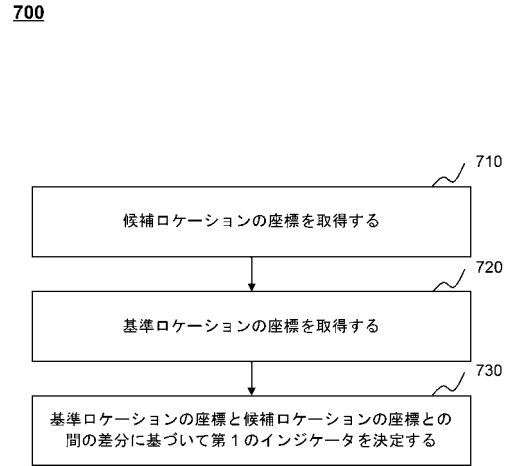 700
710
候補ロケーションの座標を取得する
720
基準ロケーションの座標を取得する
730
基準ロケーションの座標と候補ロケーションの座標との
間の差分に基づいて第１のインジケータを決定する